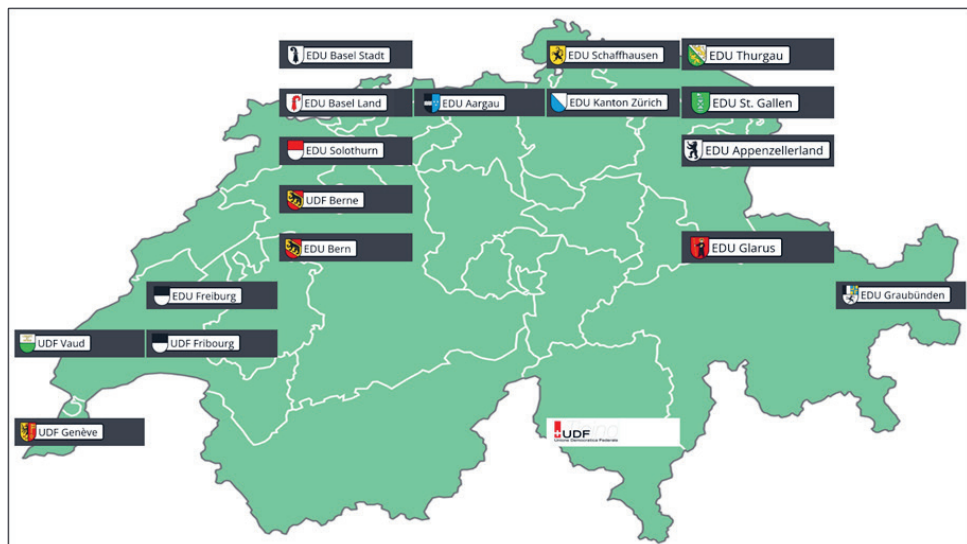 EDU Basel Stadt
EDU Schaffhausen
EDU Thurgau
EDU Basel Land
EDU Aargau
EDU Kanton Zürich
EDU St. Gallen
EDU Solothurn
EDU Appenzellerland
UDF Berne
EDU Bern
EDU Glarus
EDU Freiburg
EDU Graubünden
UDF Vaud
UDF Fribourg
UDF Genève
UDF
Unione Democratica Federale